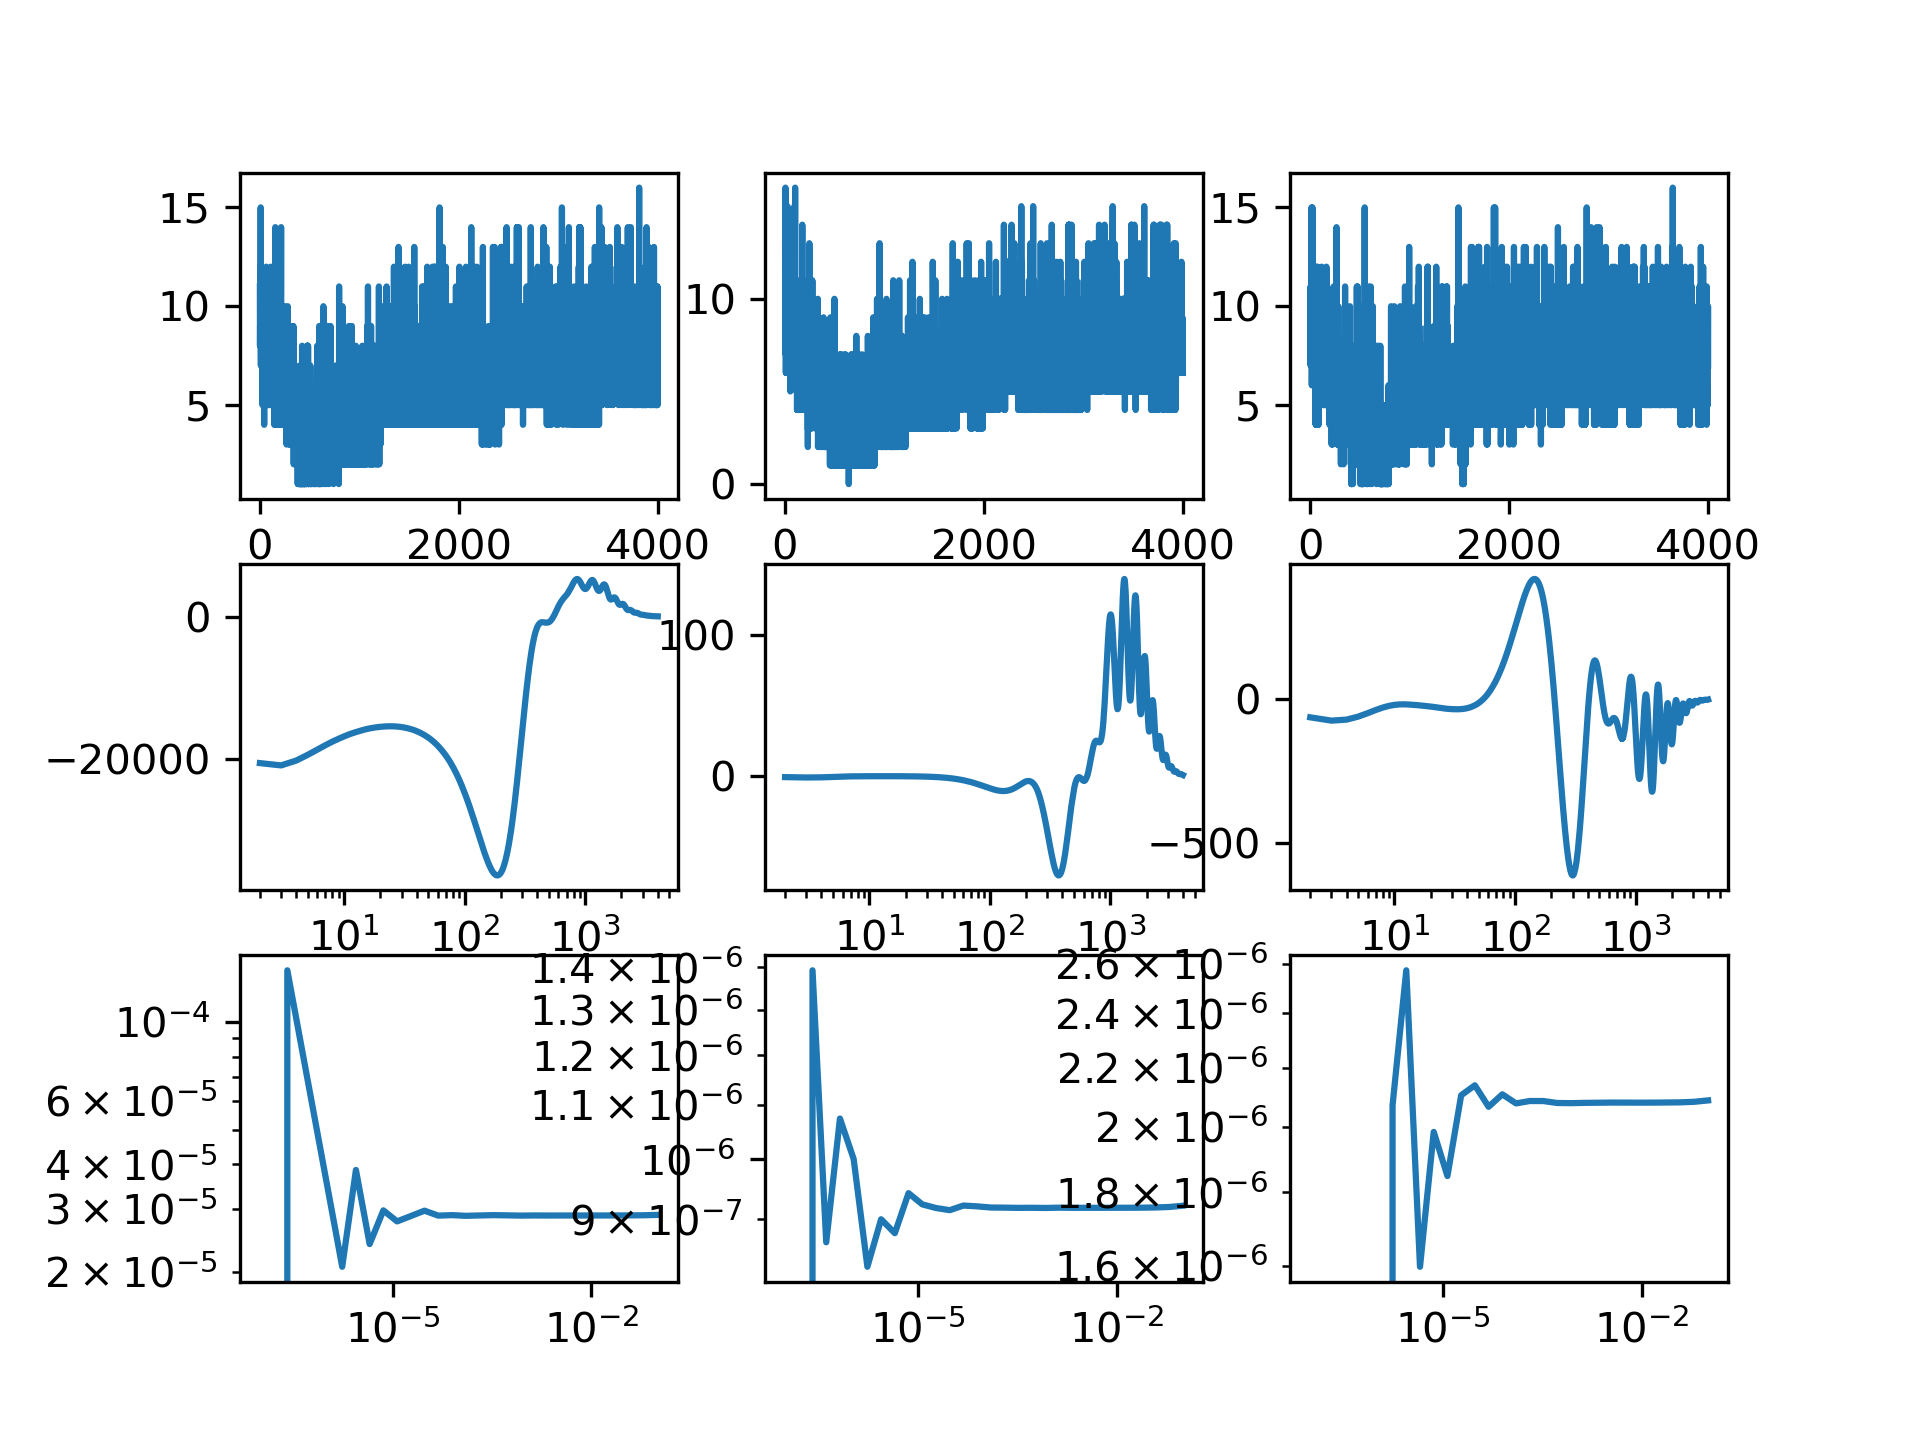 15
10
5
0 2000 4000
10
0
0 2000 4000
15
10
5
0 2000 4000
0
−20000
10¹ 10² 10³
100
0
10¹ 10² 10³
0
−500
10¹ 10² 10³
10⁻⁴
6 × 10⁻⁵
4 × 10⁻⁵
3 × 10⁻⁵
2 × 10⁻⁵
10⁻⁵ 10⁻²
1.4 × 10⁻⁶
1.3 × 10⁻⁶
1.2 × 10⁻⁶
1.1 × 10⁻⁶
10⁻⁶
9 × 10⁻⁷
10⁻⁵ 10⁻²
2.6 × 10⁻⁶
2.4 × 10⁻⁶
2.2 × 10⁻⁶
2 × 10⁻⁶
1.8 × 10⁻⁶
1.6 × 10⁻⁶
10⁻⁵ 10⁻²